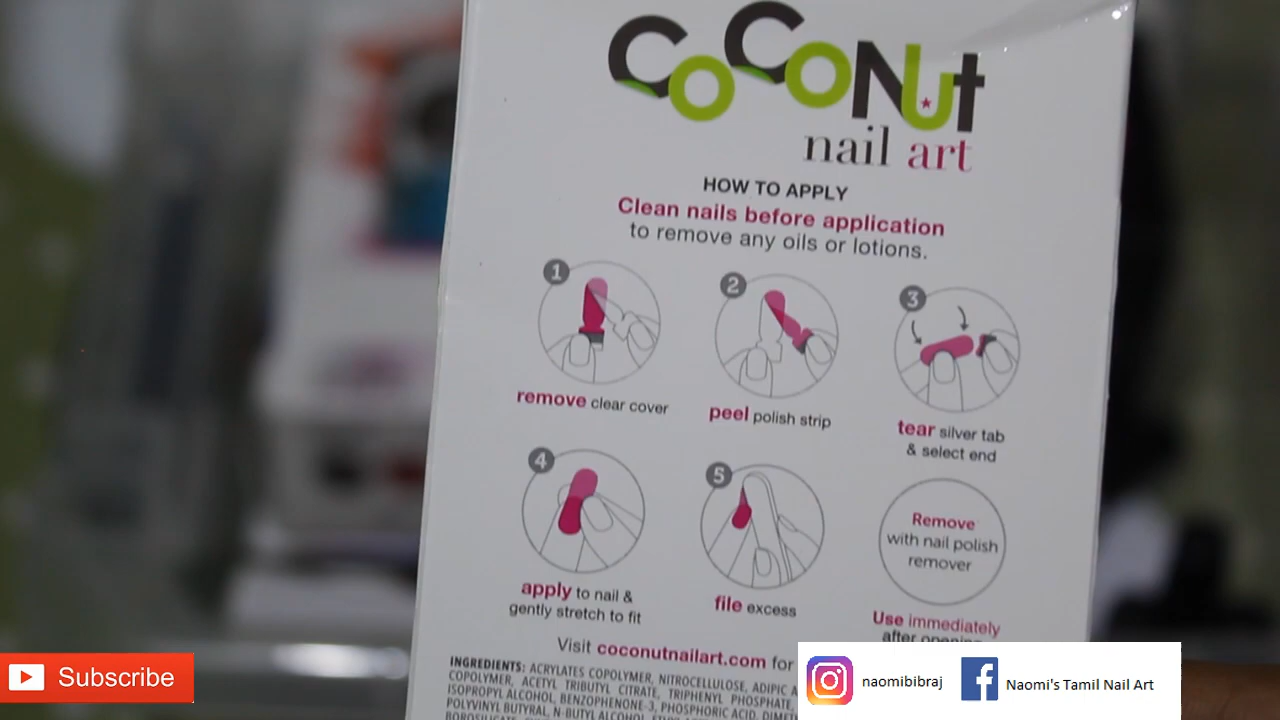 CoCoNut
nail art
HOW TO APPLY
Clean nails before application
to remove any oils or lotions.
1
2
3
remove clear cover
peel polish strip
tear silver tab
& select end
4
5
Remove
with nail polish
remover
apply to nail &
gently stretch to fit
file excess
Use immediately
after
Visit coconutnailart.com for
INGREDIENTS: ACRYLATES COPOLYMER, NITROCELLULOSE, ADIPIC
COPOLYMER, ACETYL TRIBUTYL CITRATE, TRIPHENYL PHOSPHATE,
ISOPROPYL ALCOHOL, BENZOPHENONE-3, PHOSPHORIC ACID,
POLYVINYL BUTYRAL, N-BUTYL ALCOHOL,
Subscribe
naomibibraj
Naomi's Tamil Nail Art